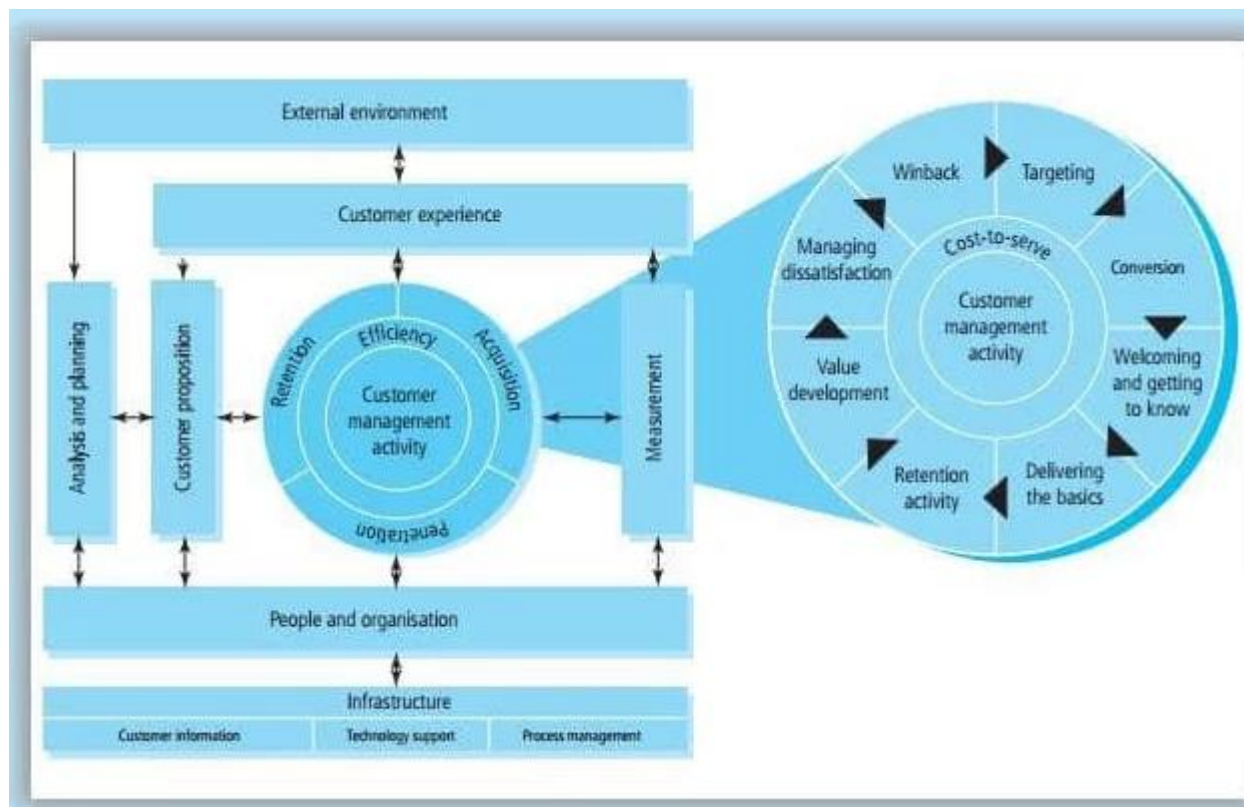 External environment
Customer experience
Analysis and planning
Customer proposition
Retention
Efficiency
Acquisition
Customer
management
activity
Penetration
Measurement
People and organisation
Infrastructure
Customer information
Technology support
Process management
Winback
Targeting
Managing
dissatisfaction
Cost-to-serve
Conversion
Customer
management
activity
Value
development
Welcoming
and getting
to know
Retention
activity
Delivering
the basics